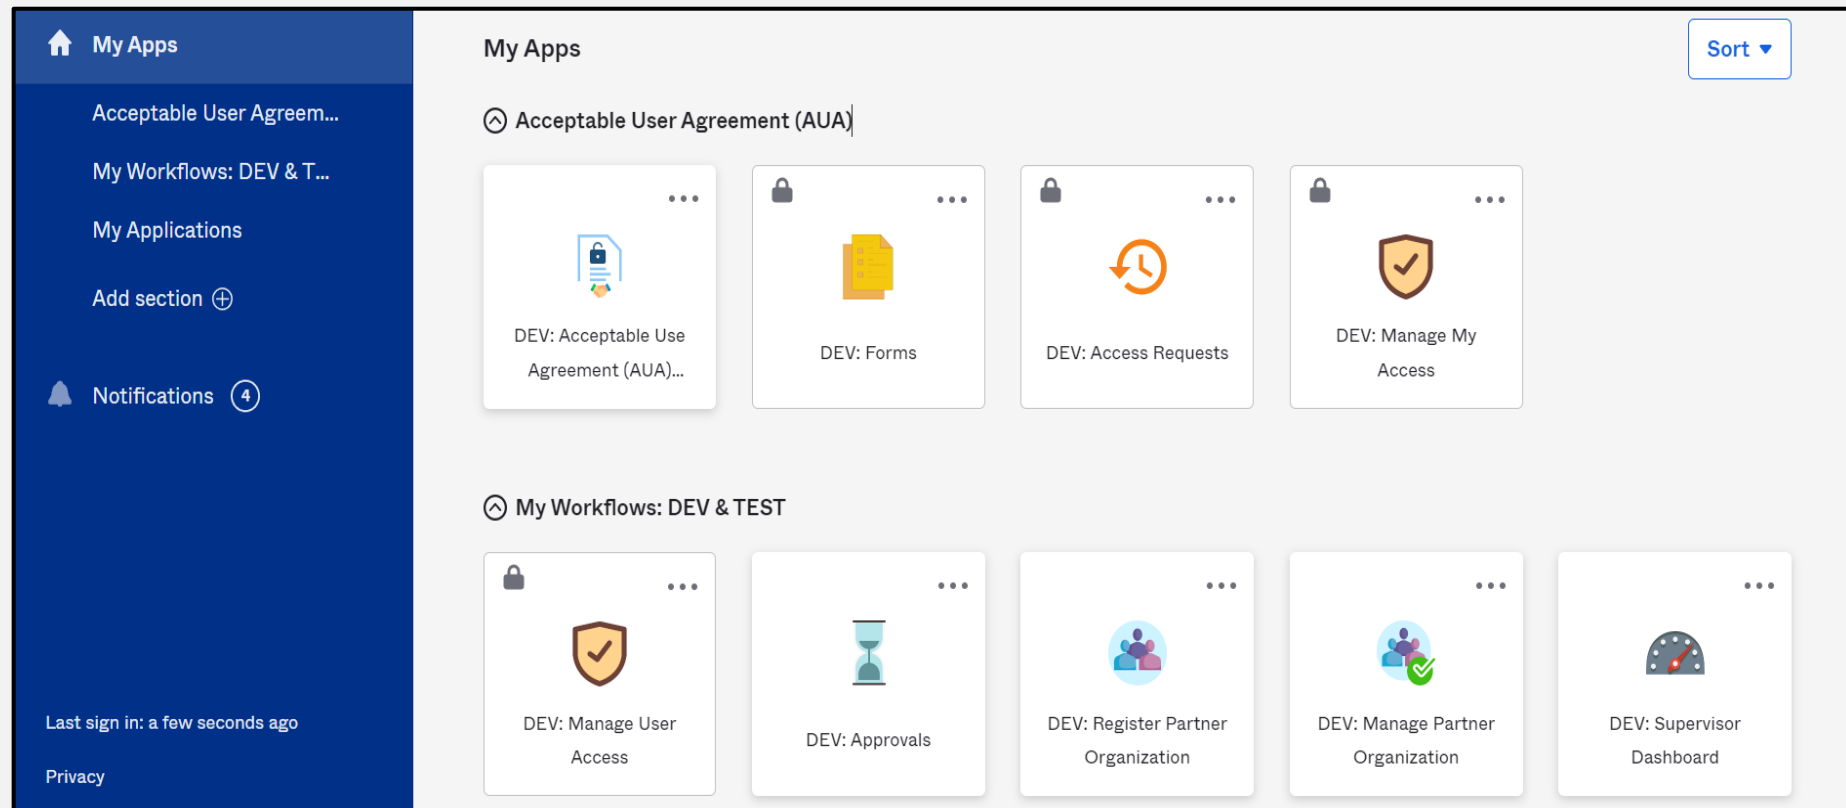 My Apps
Acceptable User Agreem...
My Workflows: DEV & T...
My Applications
Add section
Notifications 4
Last sign in: a few seconds ago
Privacy
My Apps
Sort
Acceptable User Agreement (AUA)
DEV: Acceptable Use
Agreement (AUA)...
DEV: Forms
DEV: Access Requests
DEV: Manage My
Access
My Workflows: DEV & TEST
DEV: Manage User
Access
DEV: Approvals
DEV: Register Partner
Organization
DEV: Manage Partner
Organization
DEV: Supervisor
Dashboard